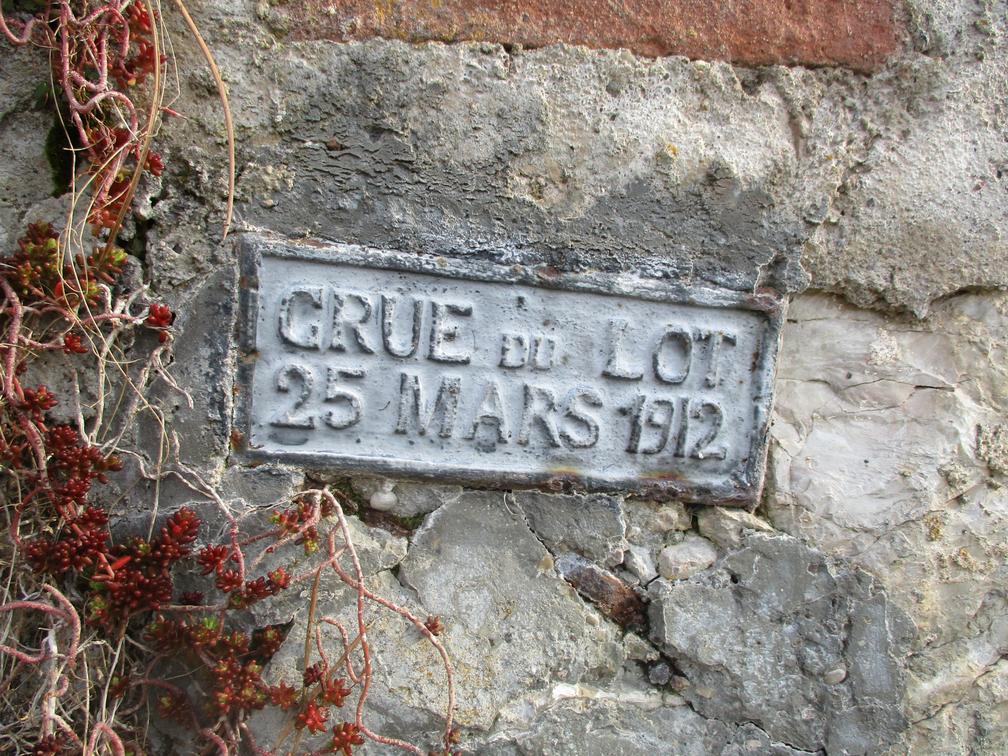 CRUE DU LOT
25 MARS 1912